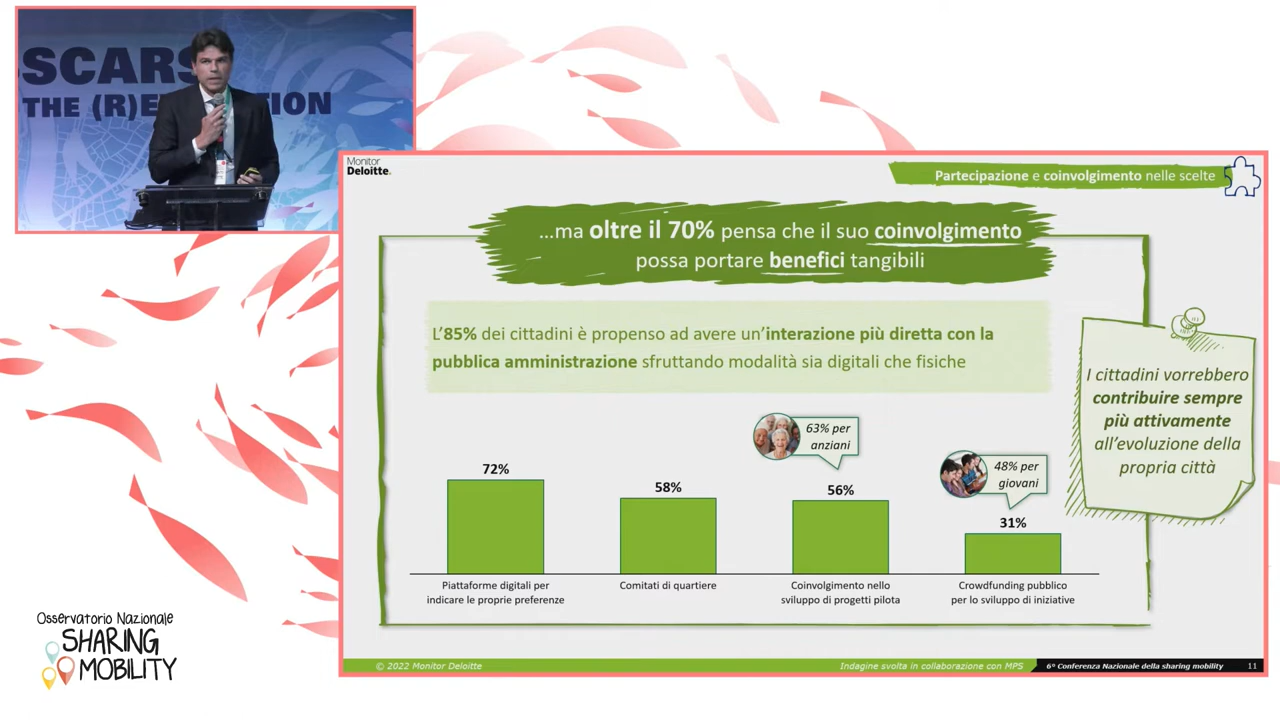 SCARS
THE (R)E TION
Monitor
Deloitte.
Partecipazione e coinvolgimento nelle scelte
...ma oltre il 70% pensa che il suo coinvolgimento
possa portare benefici tangibili
L'85% dei cittadini è propenso ad avere un'interazione più diretta con la
pubblica amministrazione sfruttando modalità sia digitali che fisiche
I cittadini vorrebbero
contribuire sempre
più attivamente
all'evoluzione della
propria città
63% per
anziani
48% per
giovani
72%
58%
56%
31%
Piattaforme digitali per
indicare le proprie preferenze
Comitati di quartiere
Coinvolgimento nello
sviluppo di progetti pilota
Crowdfunding pubblico
per lo sviluppo di iniziative
Osservatorio Nazionale
SHARING
MOBILITY
© 2022 Monitor Deloitte
Indagine svolta in collaborazione con MPS
6° Conferenza Nazionale della sharing mobility
11